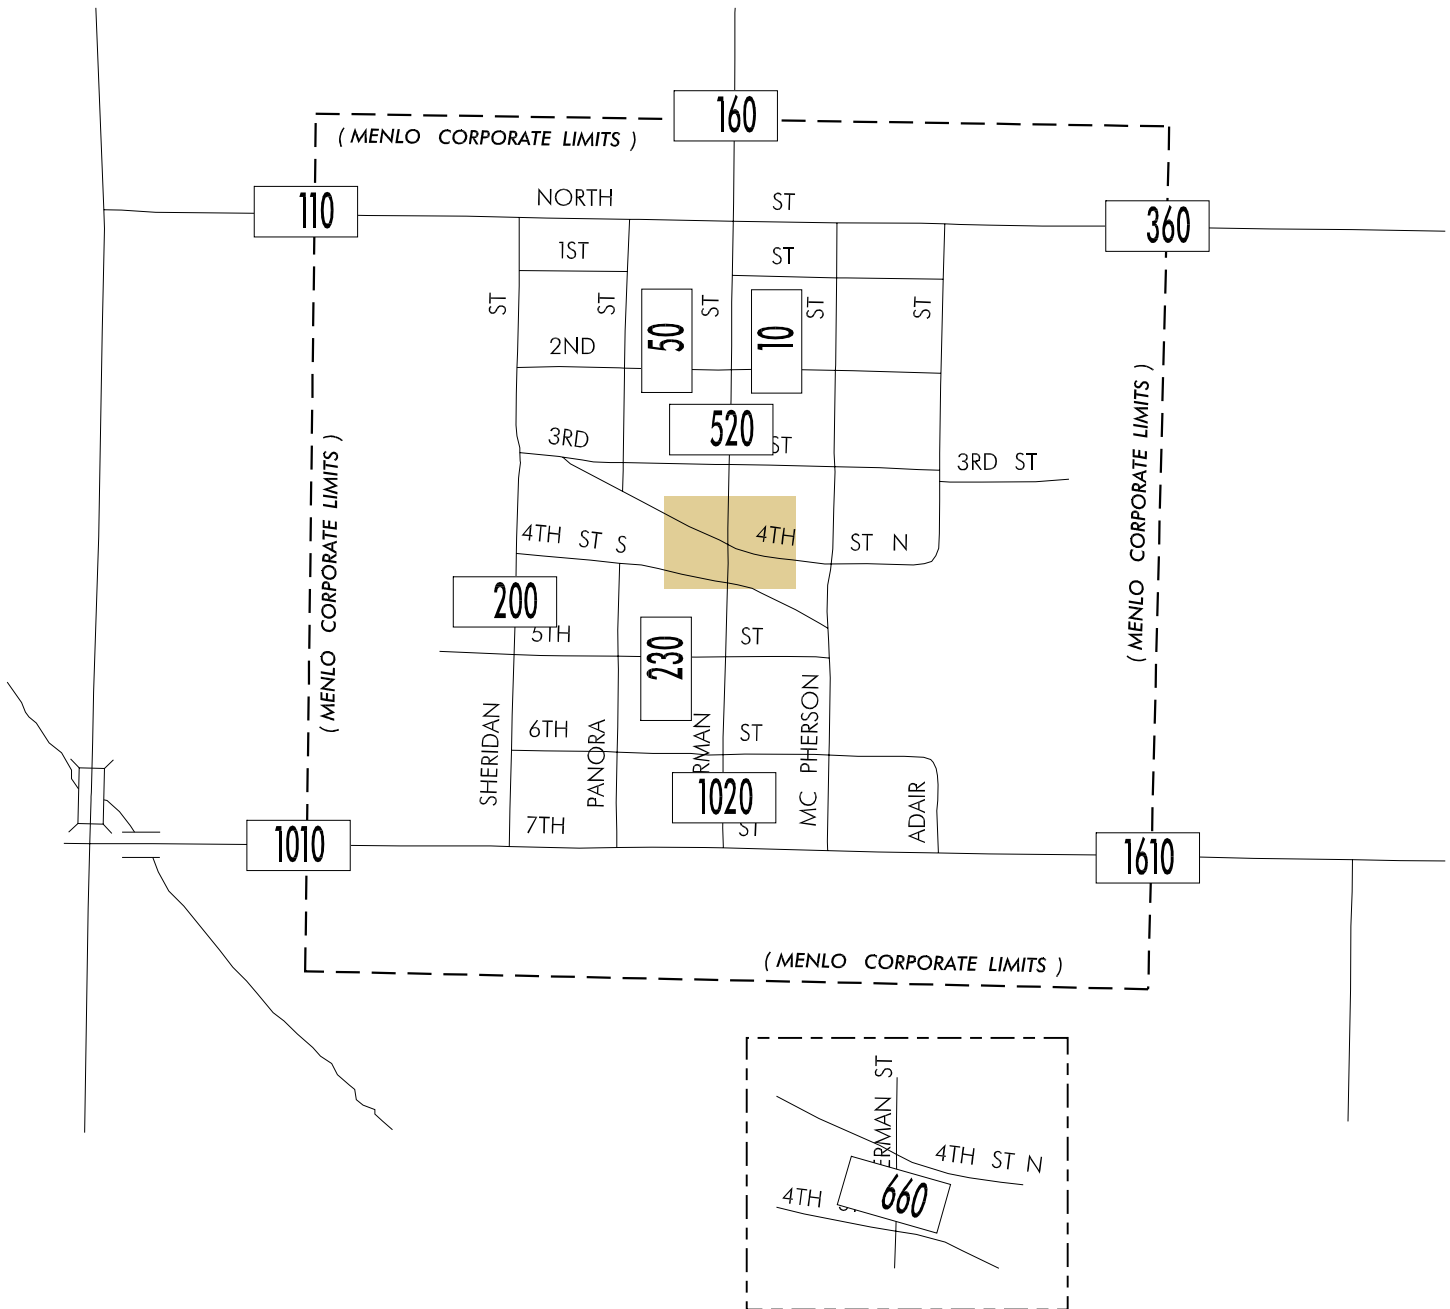 160
( MENLO CORPORATE LIMITS )
110
NORTH ST
360
1ST ST
ST
ST
ST
ST
ST
50
10
2ND
520
3RD ST
3RD ST
( MENLO CORPORATE LIMITS )
( MENLO CORPORATE LIMITS )
4TH ST S
4TH ST N
200
5TH ST
230
6TH ST
SHERIDAN
PANORA
RMAN
MC PHERSON
ADAIR
1020
7TH ST
1010
1610
( MENLO CORPORATE LIMITS )
ERMAN ST
4TH ST N
4TH
660